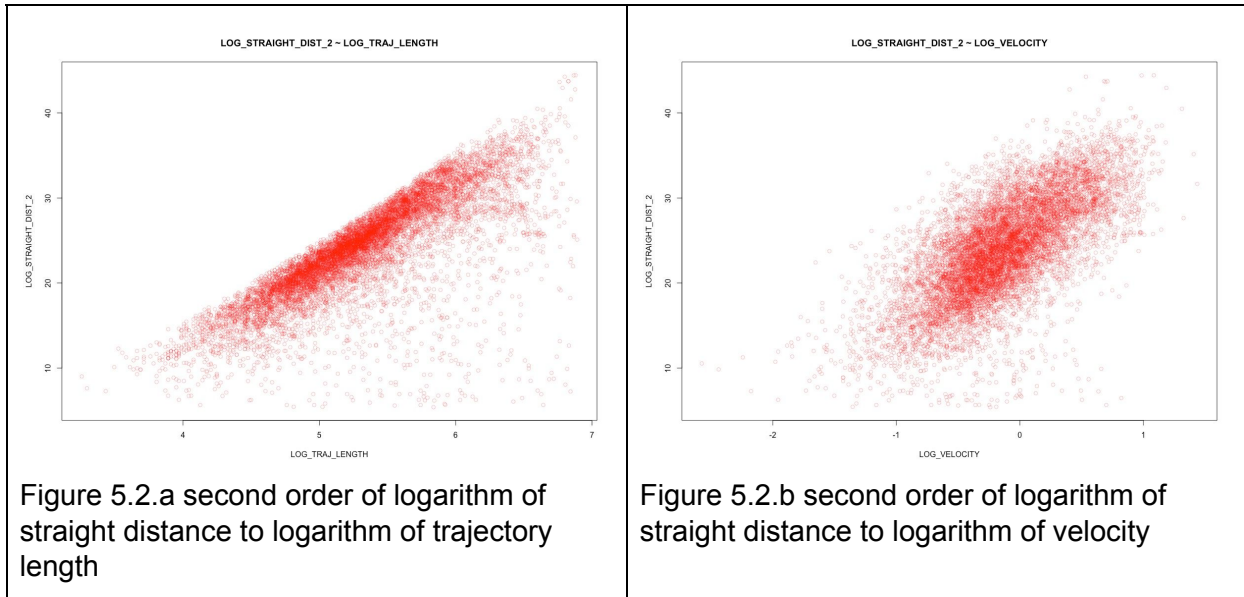 LOG_STRAIGHT_DIST_2 ~ LOG_TRAJ_LENGTH
40
30
20
10
LOG_STRAIGHT_DIST_2
4 5 6 7
LOG_TRAJ_LENGTH
Figure 5.2.a second order of logarithm of
straight distance to logarithm of trajectory
length
LOG_STRAIGHT_DIST_2 ~ LOG_VELOCITY
40
30
20
10
LOG_STRAIGHT_DIST_2
-2 -1 0 1
LOG_VELOCITY
Figure 5.2.b second order of logarithm of
straight distance to logarithm of velocity